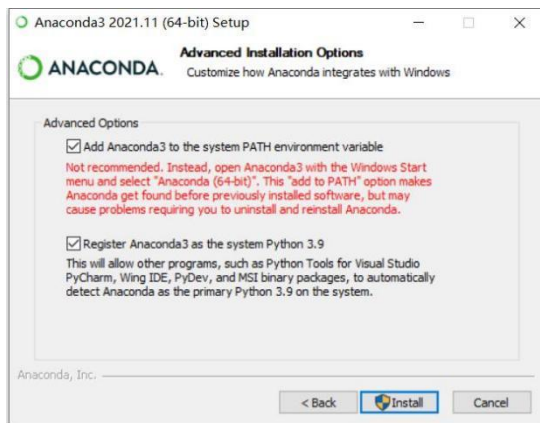 Anaconda3 2021.11 (64-bit) Setup
ANACONDA.
Advanced Installation Options
Customize how Anaconda integrates with Windows
Advanced Options
Add Anaconda3 to the system PATH environment variable
Not recommended. Instead, open Anaconda3 with the Windows Start
menu and select "Anaconda (64-bit)". This "add to PATH" option makes
Anaconda get found before previously installed software, but may
cause problems requiring you to uninstall and reinstall Anaconda.
Register Anaconda3 as the system Python 3.9
This will allow other programs, such as Python Tools for Visual Studio
PyCharm, Wing IDE, PyDev, and MSI binary packages, to automatically
detect Anaconda as the primary Python 3.9 on the system.
Anaconda, Inc.
< Back
Install
Cancel